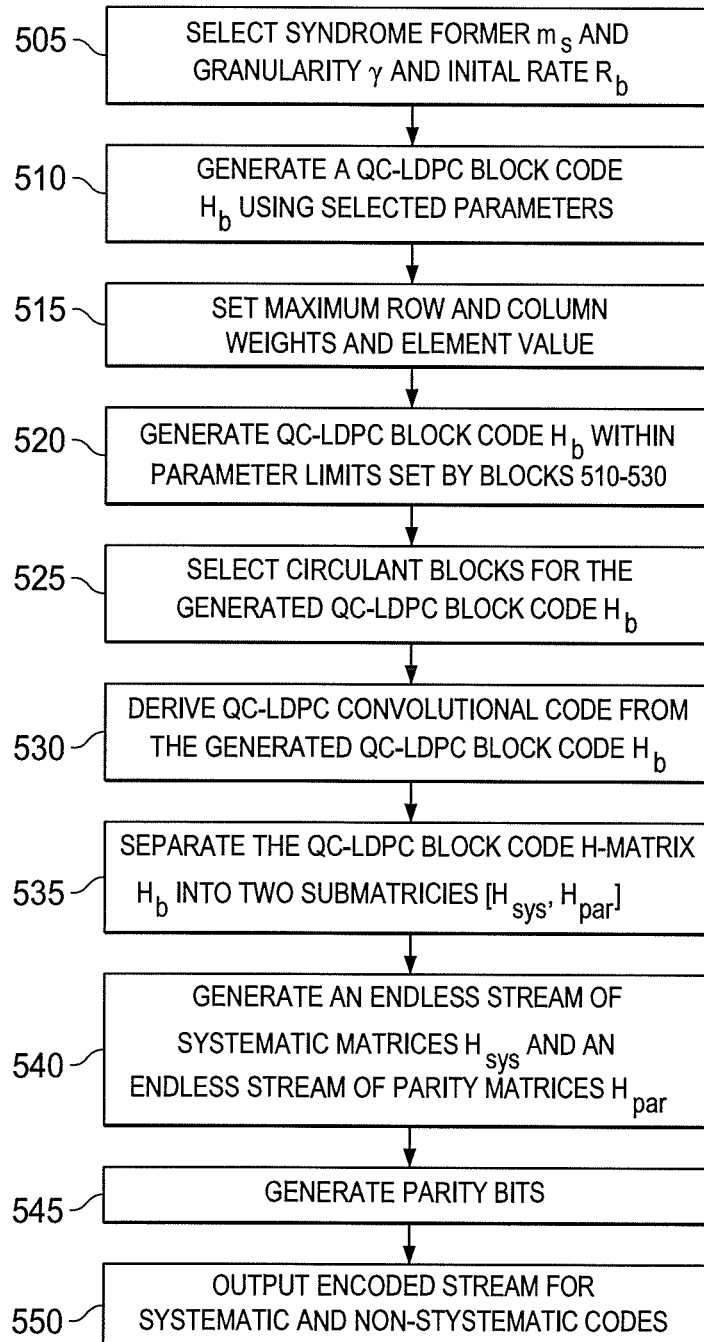 505
SELECT SYNDROME FORMER mₛ AND
GRANULARITY γ AND INITAL RATE R_b
510
GENERATE A QC-LDPC BLOCK CODE
H_b USING SELECTED PARAMETERS
515
SET MAXIMUM ROW AND COLUMN
WEIGHTS AND ELEMENT VALUE
520
GENERATE QC-LDPC BLOCK CODE H_b WITHIN
PARAMETER LIMITS SET BY BLOCKS 510-530
525
SELECT CIRCULANT BLOCKS FOR THE
GENERATED QC-LDPC BLOCK CODE H_b
530
DERIVE QC-LDPC CONVOLUTIONAL CODE FROM
THE GENERATED QC-LDPC BLOCK CODE H_b
535
SEPARATE THE QC-LDPC BLOCK CODE H-MATRIX
H_b INTO TWO SUBMATRICIES [H_sys, H_par]
540
GENERATE AN ENDLESS STREAM OF
SYSTEMATIC MATRICES H_sys AND AN
ENDLESS STREAM OF PARITY MATRICES H_par
545
GENERATE PARITY BITS
550
OUTPUT ENCODED STREAM FOR
SYSTEMATIC AND NON-STYSTEMATIC CODES